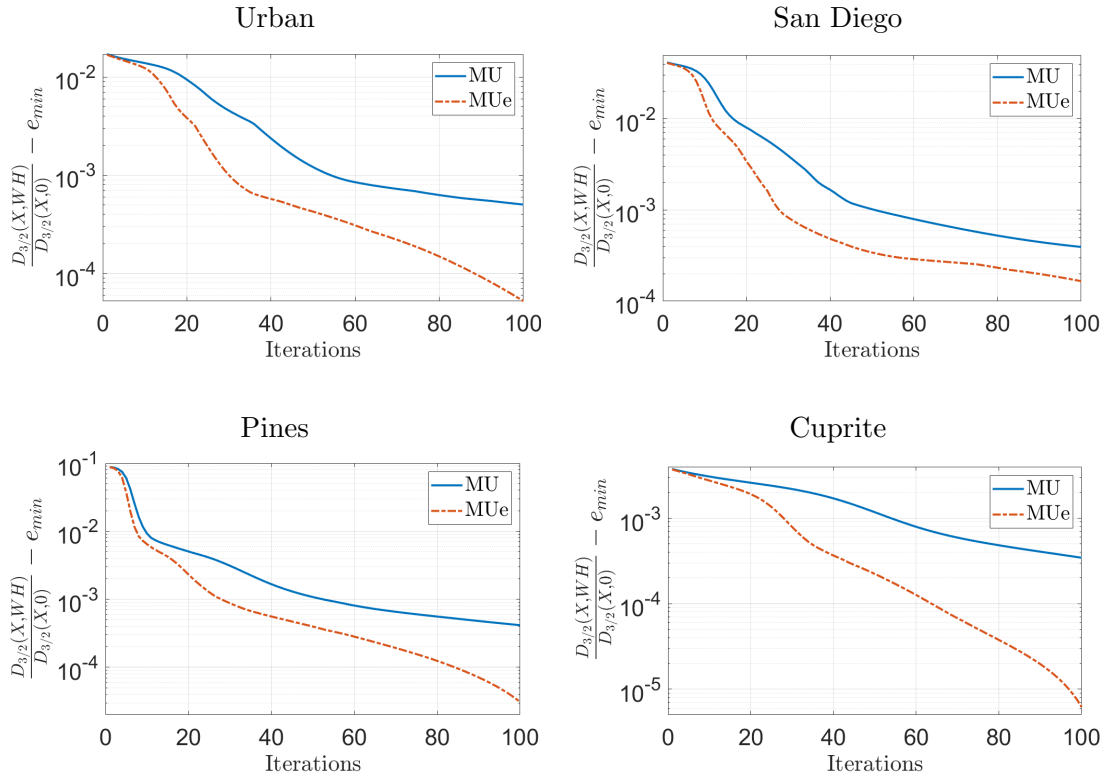 Urban
10^-2
10^-3
10^-4
0 20 40 60 80 100
Iterations
D_{3/2}(X,WH)
D_{3/2}(X,0)
− e_min
MU
MUe
San Diego
10^-2
10^-3
10^-4
0 20 40 60 80 100
Iterations
D_{3/2}(X,WH)
D_{3/2}(X,0)
− e_min
MU
MUe
Pines
10^-1
10^-2
10^-3
10^-4
0 20 40 60 80 100
Iterations
D_{3/2}(X,WH)
D_{3/2}(X,0)
− e_min
MU
MUe
Cuprite
10^-3
10^-4
10^-5
0 20 40 60 80 100
Iterations
D_{3/2}(X,WH)
D_{3/2}(X,0)
− e_min
MU
MUe